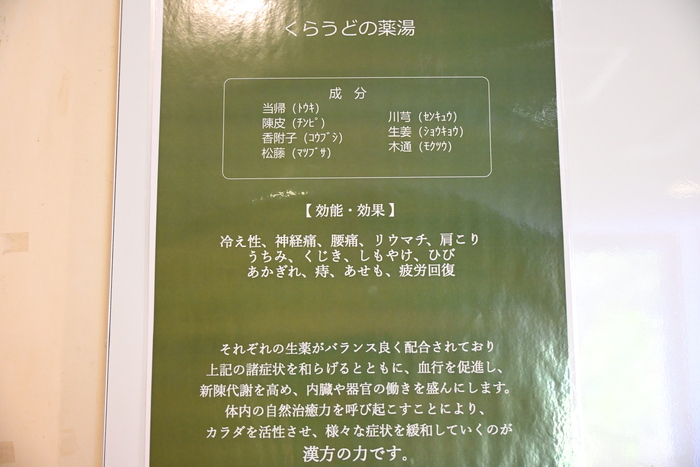 くらうどの薬湯
成 分
当帰 (ﾄｳｷ)
陳皮 (ﾁﾝﾋﾟ)
香附子 (ｺｳﾌﾞｼ)
松藤 (ﾏﾂﾌﾞｻ)
川芎 (ｾﾝｷｭｳ)
生姜 (ｼｮｳｷｮｳ)
木通 (ﾓｸﾂｳ)
【 効能・効果 】
冷え性、神経痛、腰痛、リウマチ、肩こり
うちみ、くじき、しもやけ、ひび
あかぎれ、痔、あせも、疲労回復
それぞれの生薬がバランス良く配合されており
上記の諸症状を和らげるとともに、血行を促進し、
新陳代謝を高め、内臓や器官の働きを盛んにします。
体内の自然治癒力を呼び起こすことにより、
カラダを活性させ、様々な症状を緩和していくのが
漢方の力です。